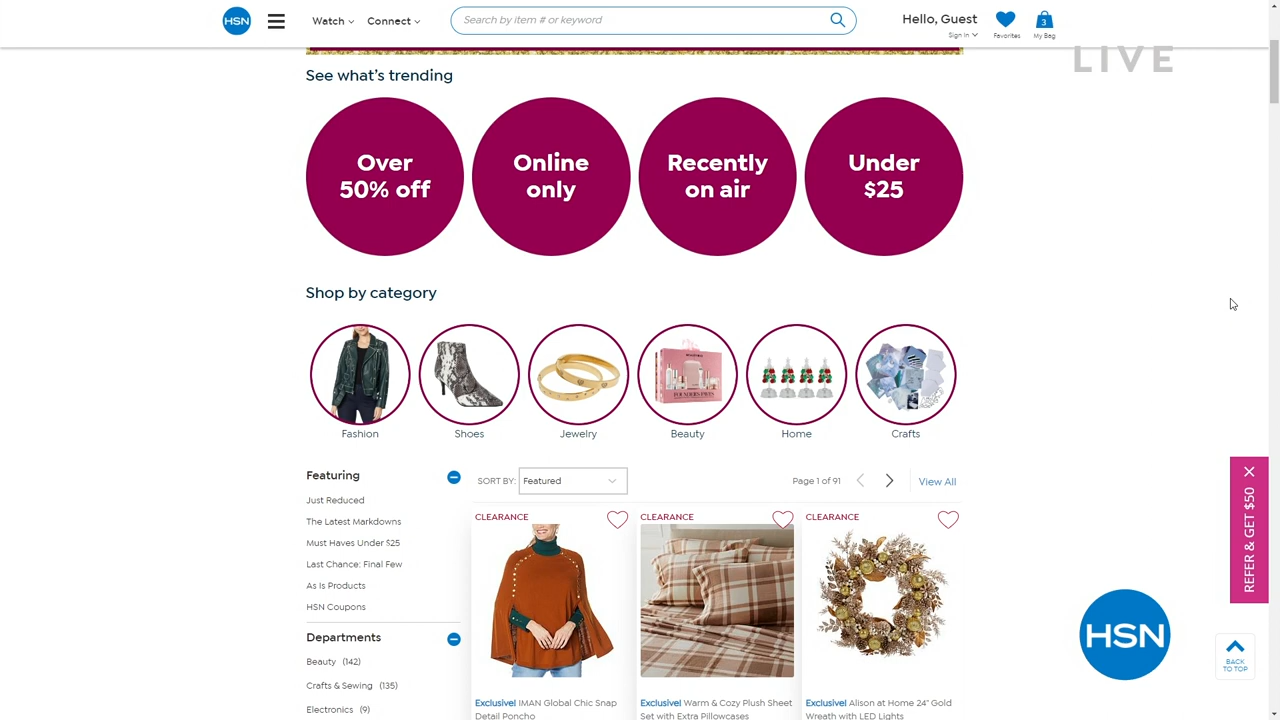 HSN
Watch
Connect
Search by item # or keyword
Hello, Guest
Sign In
Favorites
3
My Bag
LIVE
See what's trending
Over
50% off
Online
only
Recently
on air
Under
$25
Shop by category
FOUNDERS FAVES
Fashion
Shoes
Jewelry
Beauty
Home
Crafts
Featuring
Just Reduced
The Latest Markdowns
Must Haves Under $25
Last Chance: Final Few
As Is Products
HSN Coupons
Departments
Beauty (142)
Crafts & Sewing (135)
Electronics (9)
SORT BY: Featured
Page 1 of 91
View All
CLEARANCE
Exclusive! IMAN Global Chic Snap
Detail Poncho
CLEARANCE
Exclusive! Warm & Cozy Plush Sheet
Set with Extra Pillowcases
CLEARANCE
Exclusive! Alison at Home 24" Gold
Wreath with LED Lights
REFER & GET $50
HSN
BACK
TO TOP